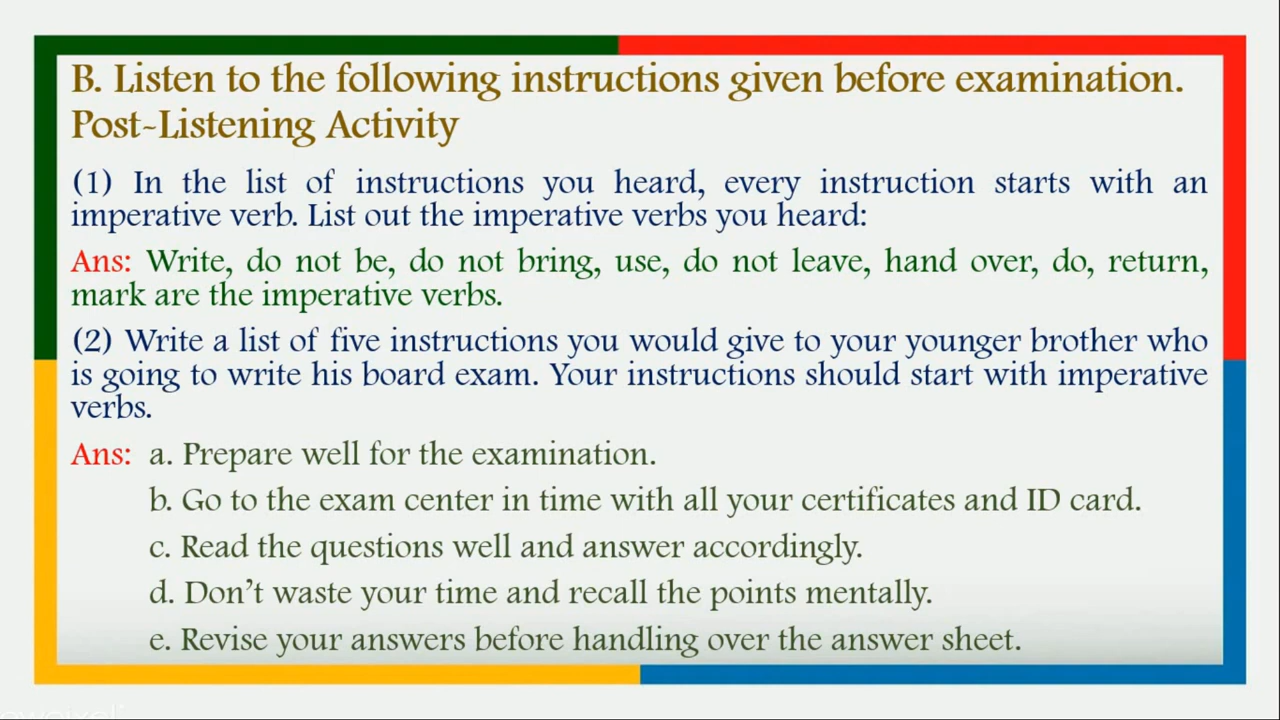 B. Listen to the following instructions given before examination.
Post-Listening Activity
(1) In the list of instructions you heard, every instruction starts with an
imperative verb. List out the imperative verbs you heard:
Ans: Write, do not be, do not bring, use, do not leave, hand over, do, return,
mark are the imperative verbs.
(2) Write a list of five instructions you would give to your younger brother who
is going to write his board exam. Your instructions should start with imperative
verbs.
Ans: a. Prepare well for the examination.
b. Go to the exam center in time with all your certificates and ID card.
c. Read the questions well and answer accordingly.
d. Don't waste your time and recall the points mentally.
e. Revise your answers before handling over the answer sheet.